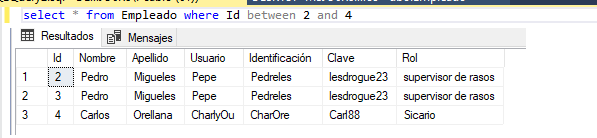 select * from Empleado where Id between 2 and 4
Resultados Mensajes
Id Nombre Apellido Usuario Identificación Clave Rol
1 2 Pedro Migueles Pepe Pedreles lesdrogue23 supervisor de rasos
2 3 Pedro Migueles Pepe Pedreles lesdrogue23 supervisor de rasos
3 4 Carlos Orellana CharlyOu CharOre Carl88 Sicario